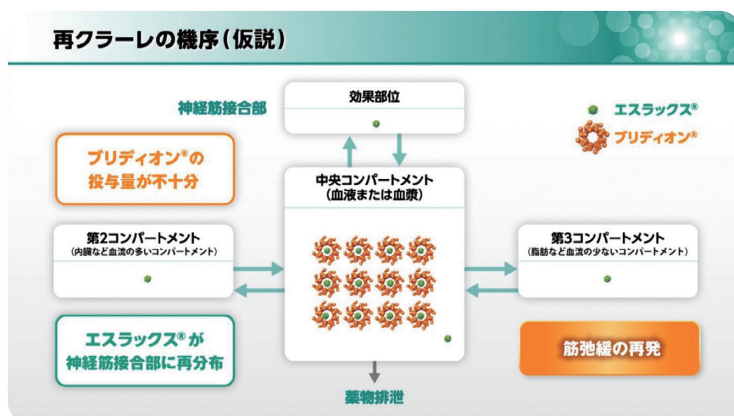 再クラーレの機序(仮説)
神経筋接合部
効果部位
エスラックス®
ブリディオン®
ブリディオン®の
投与量が不十分
中央コンパートメント
(血液または血漿)
第2コンパートメント
(内臓など血流の多いコンパートメント)
第3コンパートメント
(脂肪など血流の少ないコンパートメント)
エスラックス®が
神経筋接合部に再分布
筋弛緩の再発
薬物排泄